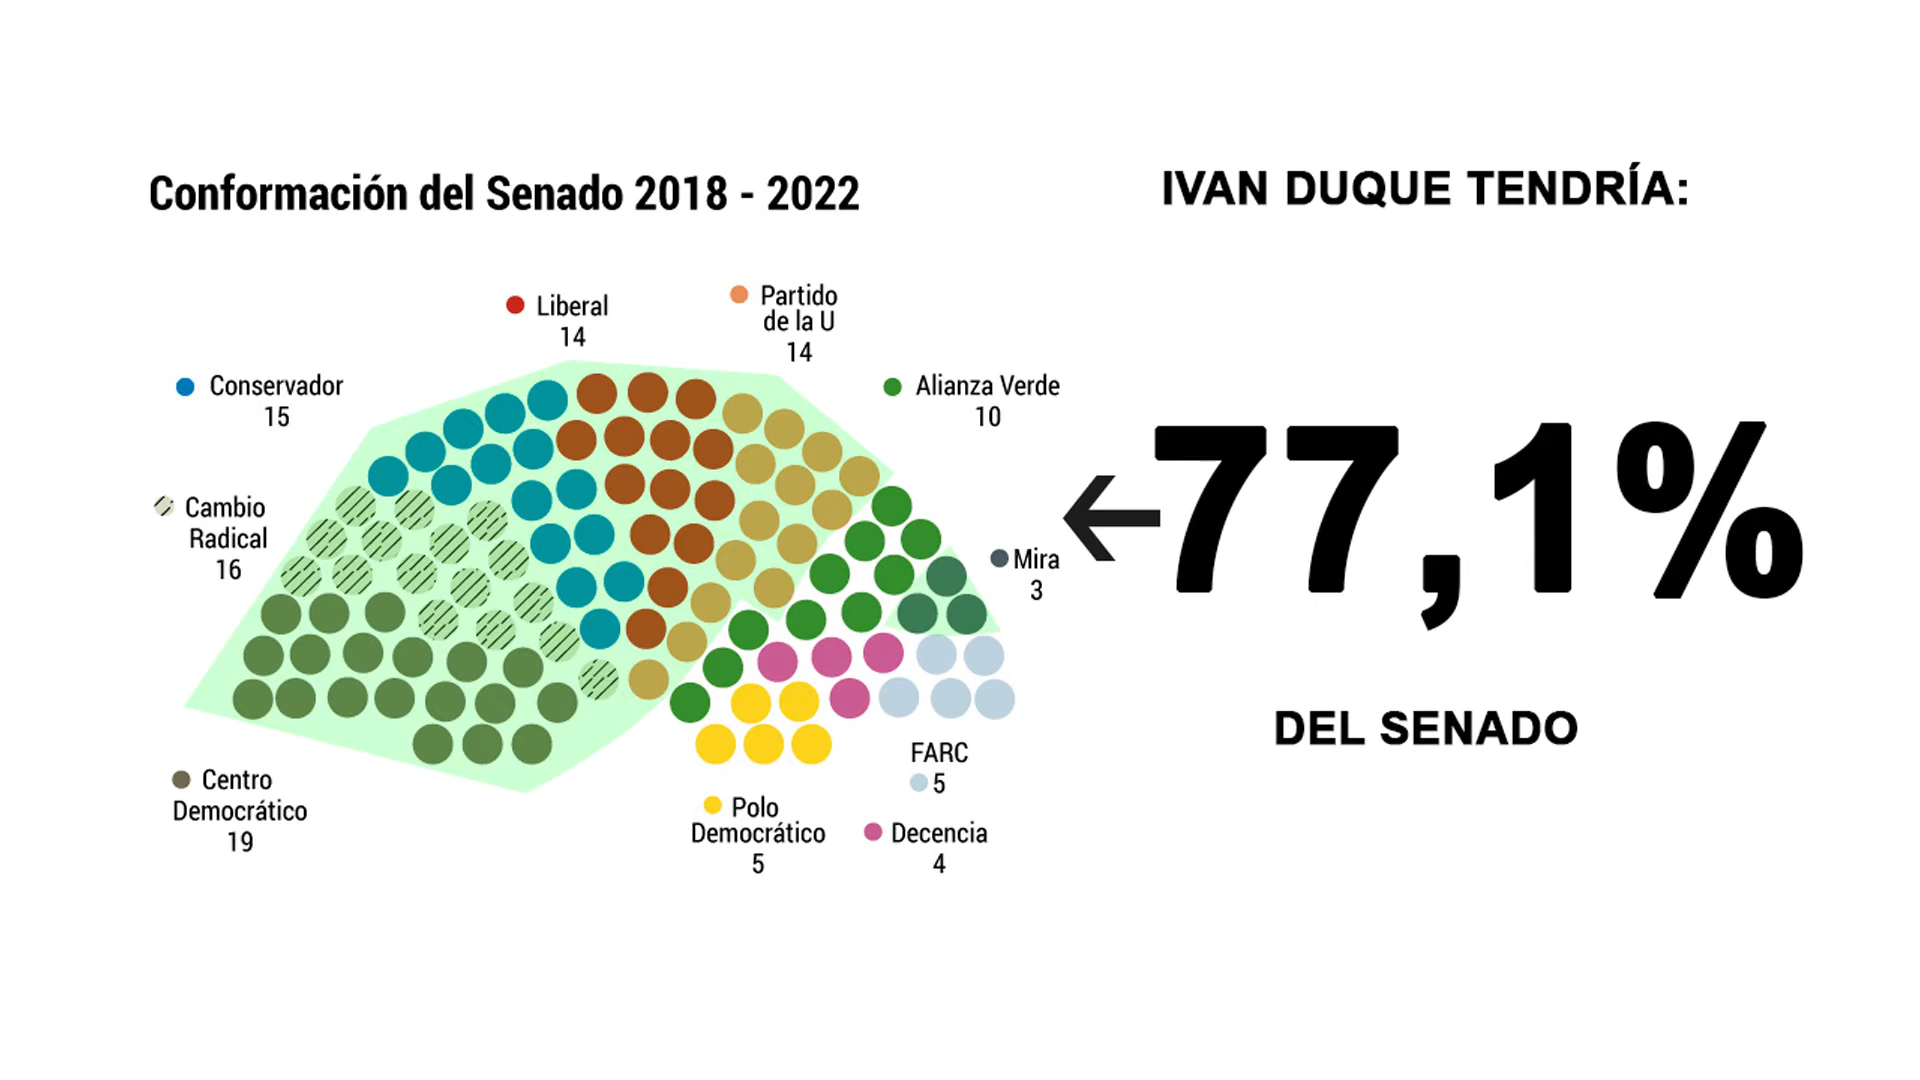 Conformación del Senado 2018 - 2022
IVAN DUQUE TENDRÍA:
Liberal
14
Partido
de la U
14
Conservador
15
Alianza Verde
10
Cambio
Radical
16
Mira
3
77,1%
DEL SENADO
Centro
Democrático
19
Polo
Democrático
5
FARC
5
Decencia
4